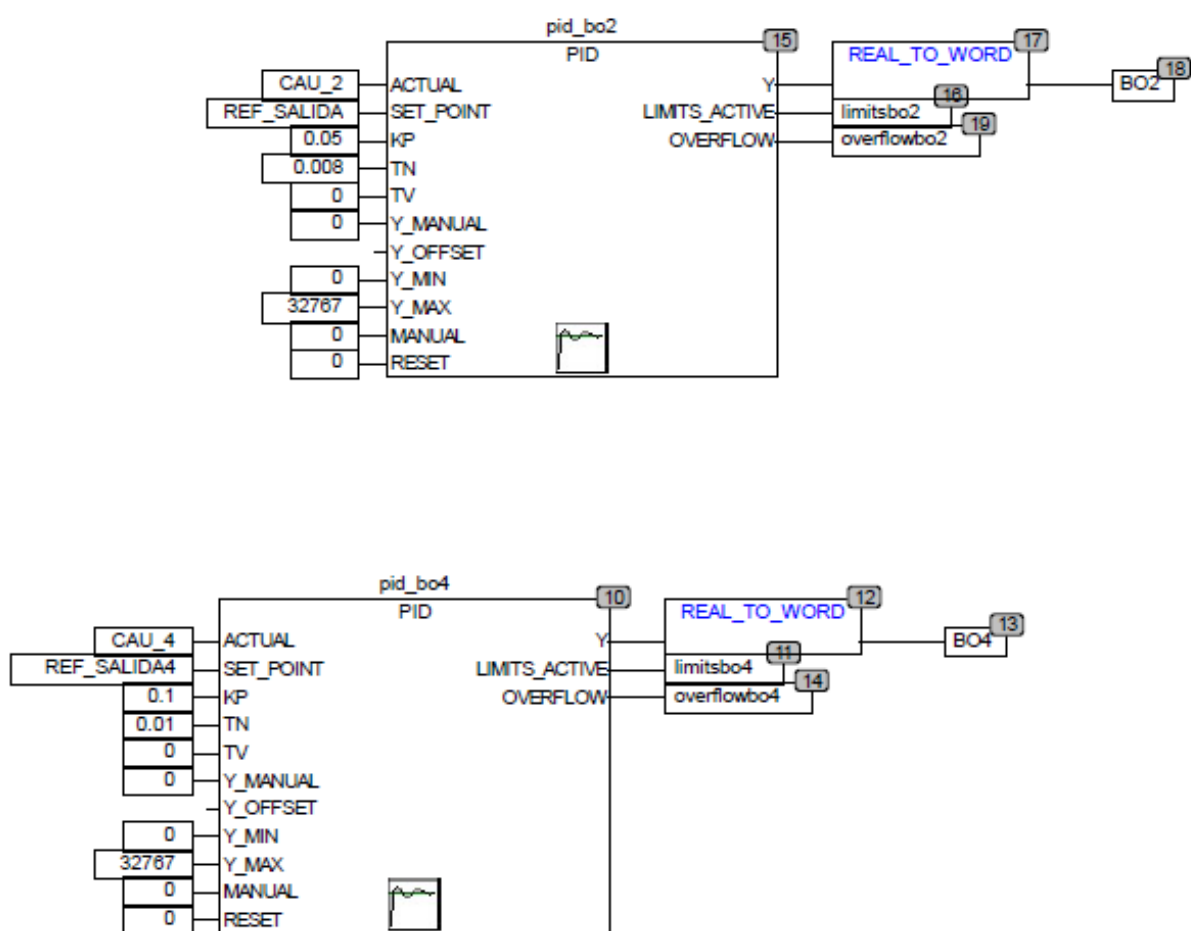 pid_bo2
15
PID
17
REAL_TO_WORD
18
CAU_2 ACTUAL Y BO2
16
REF_SALIDA SET_POINT LIMITS_ACTIVE limitsbo2
19
0.05 KP OVERFLOW overflowbo2
0.008 TN
0 TV
0 Y_MANUAL
Y_OFFSET
0 Y_MIN
32767 Y_MAX
0 MANUAL
0 RESET
pid_bo4
10
PID
12
REAL_TO_WORD
13
CAU_4 ACTUAL Y BO4
11
REF_SALIDA4 SET_POINT LIMITS_ACTIVE limitsbo4
14
0.1 KP OVERFLOW overflowbo4
0.01 TN
0 TV
0 Y_MANUAL
Y_OFFSET
0 Y_MIN
32767 Y_MAX
0 MANUAL
0 RESET